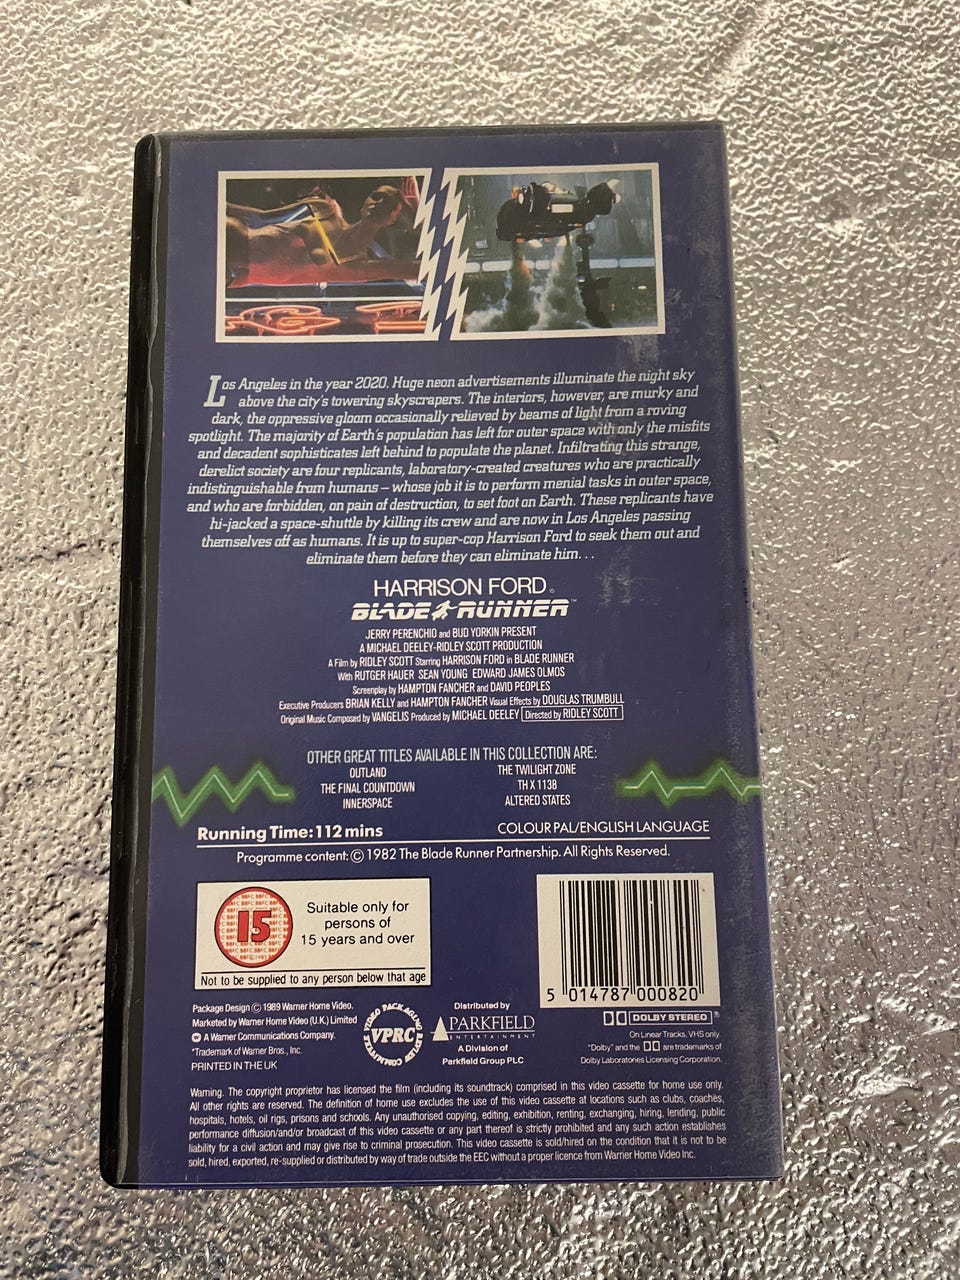 Los Angeles in the year 2020. Huge neon advertisements illuminate the night sky
above the city's towering skyscrapers. The interiors, however, are murky and
dark, the oppressive gloom occasionally relieved by beams of light from a roving
spotlight. The majority of Earth's population has left for outer space with only the misfits
and decadent sophisticates left behind to populate the planet. Infiltrating this strange,
derelict society are four replicants, laboratory-created creatures who are practically
indistinguishable from humans – whose job it is to perform menial tasks in outer space,
and who are forbidden, on pain of destruction, to set foot on Earth. These replicants have
hi-jacked a space-shuttle by killing its crew and are now in Los Angeles passing
themselves off as humans. It is up to super-cop Harrison Ford to seek them out and
eliminate them before they can eliminate him...
HARRISON FORD IS
BLADE RUNNER™
JERRY PERENCHIO and BUD YORKIN PRESENT
A MICHAEL DEELEY-RIDLEY SCOTT PRODUCTION
A Film by RIDLEY SCOTT Starring HARRISON FORD in BLADE RUNNER
With RUTGER HAUER SEAN YOUNG EDWARD JAMES OLMOS
Screenplay by HAMPTON FANCHER and DAVID PEOPLES
Executive Producers BRIAN KELLY and HAMPTON FANCHER Visual Effects by DOUGLAS TRUMBULL
Original Music Composed by VANGELIS Produced by MICHAEL DEELEY Directed by RIDLEY SCOTT
OTHER GREAT TITLES AVAILABLE IN THIS COLLECTION ARE:
OUTLAND
THE FINAL COUNTDOWN
INNERSPACE
THE TWILIGHT ZONE
TH X 1138
ALTERED STATES
Running Time: 112 mins
COLOUR PAL/ENGLISH LANGUAGE
Programme content: © 1982 The Blade Runner Partnership. All Rights Reserved.
15
Suitable only for
persons of
15 years and over
Not to be supplied to any person below that age
5 014787 000820
Package Design © 1989 Warner Home Video.
Marketed by Warner Home Video (U.K.) Limited
A Warner Communications Company.
*Trademark of Warner Bros., Inc.
PRINTED IN THE UK
VIDEO PACKAGING REVIEW COMMITTEE
VPRC
Distributed by
PARKFIELD
ENTERTAINMENT
A Division of
Parkfield Group PLC
DOLBY STEREO®
On Linear Tracks. VHS only
"Dolby" and the are trademarks of
Dolby Laboratories Licensing Corporation.
Warning. The copyright proprietor has licensed the film (including its soundtrack) comprised in this video cassette for home use only.
All other rights are reserved. The definition of home use excludes the use of this video cassette at locations such as clubs, coaches,
hospitals, hotels, oil rigs, prisons and schools. Any unauthorised copying, editing, exhibition, renting, exchanging, hiring, lending, public
performance diffusion/and/or broadcast of this video cassette or any part thereof is strictly prohibited and any such action establishes
liability for a civil action and may give rise to criminal prosecution. This video cassette is sold/hired on the condition that it is not to be
sold, hired, exported, re-supplied or distributed by way of trade outside the EEC without a proper licence from Warner Home Video Inc.